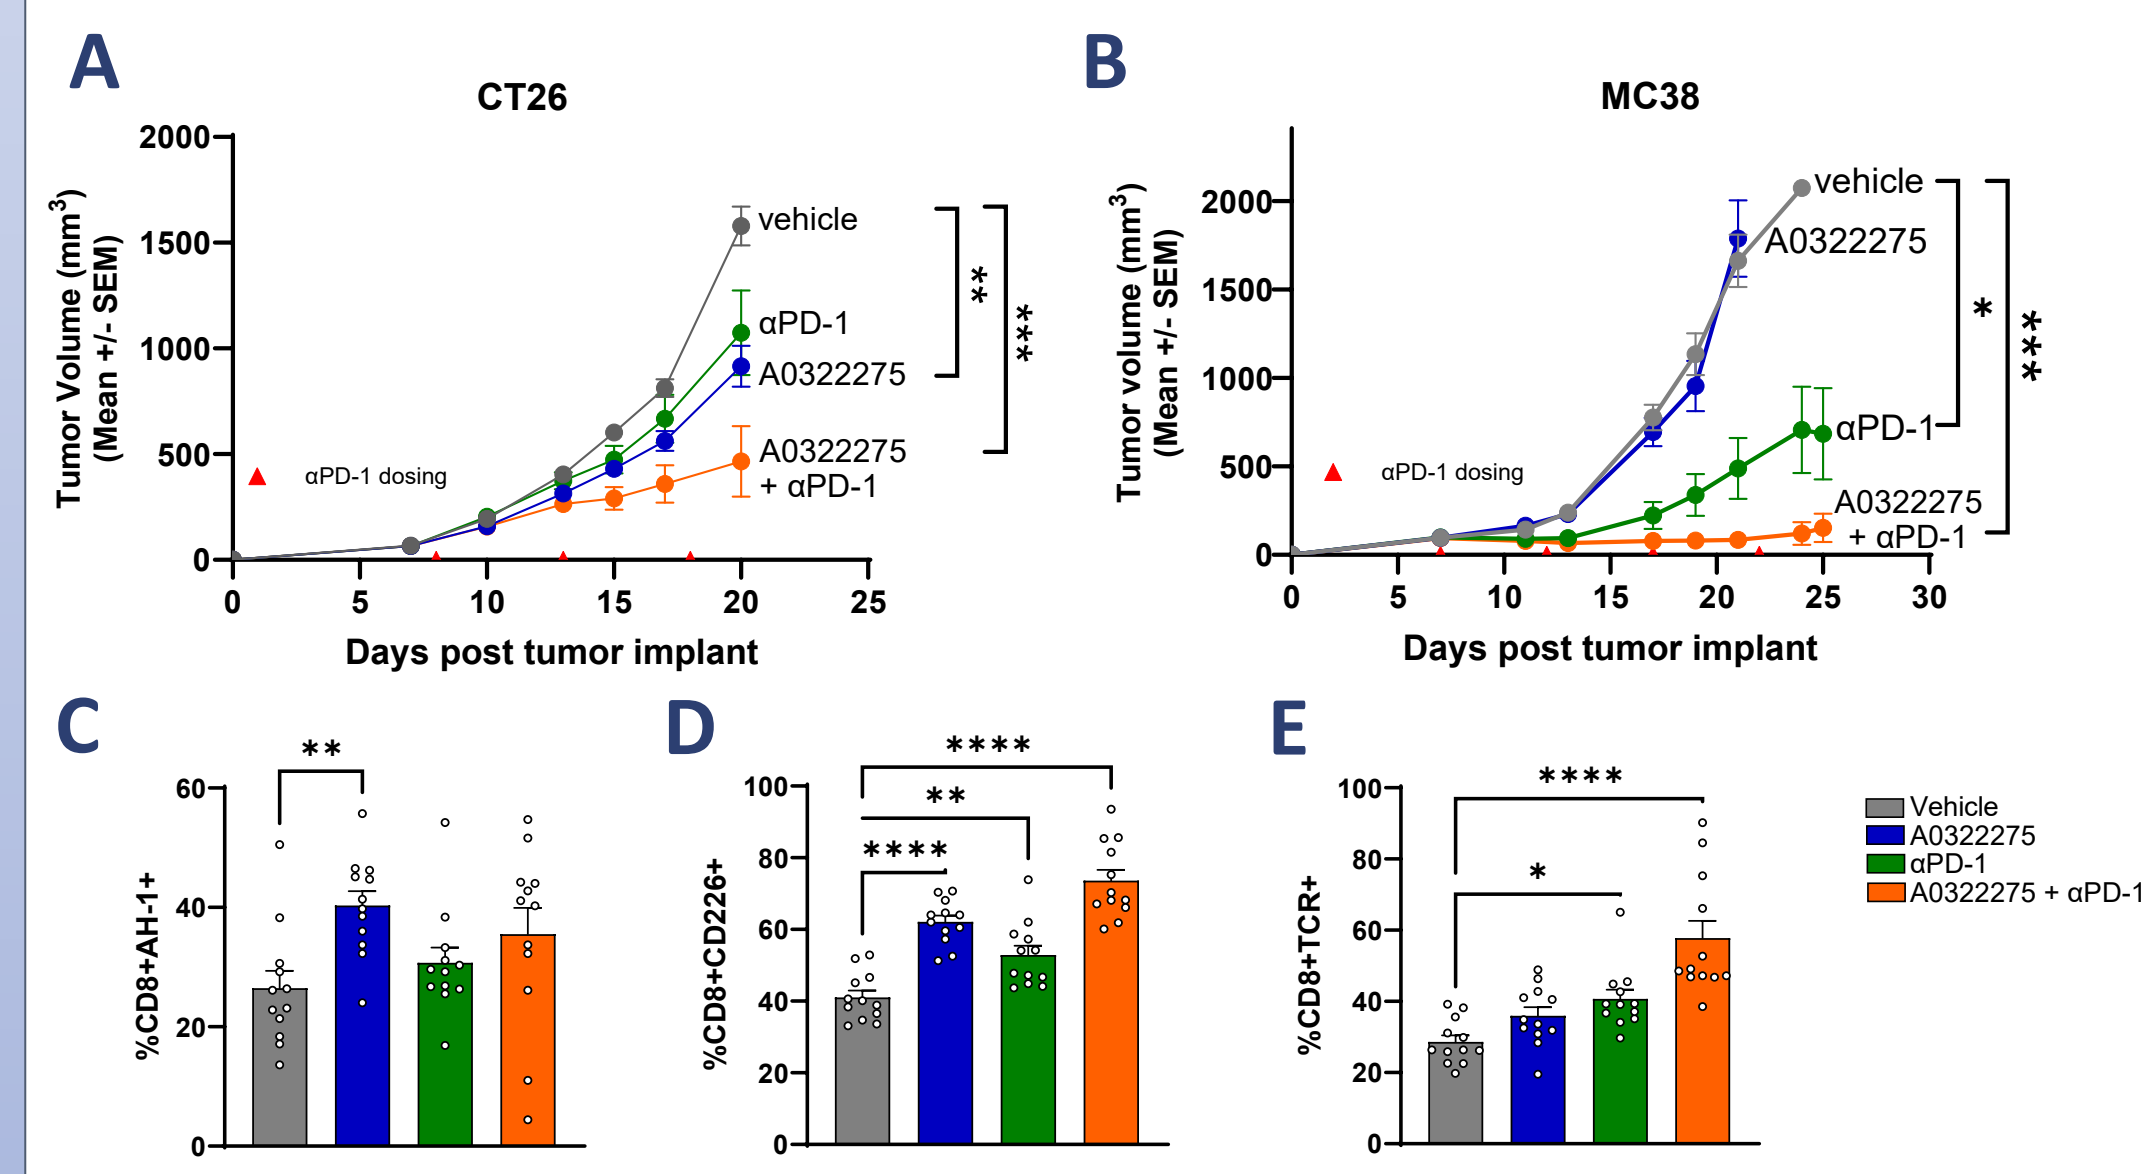 A
CT26
Tumor Volume (mm³)
(Mean +/- SEM)
2000
1500
1000
500
0
0 5 10 15 20 25
Days post tumor implant
αPD-1 dosing
vehicle
αPD-1
A0322275
A0322275
+ αPD-1
**
***
B
MC38
Tumor volume (mm³)
(Mean +/- SEM)
2000
1500
1000
500
0
0 5 10 15 20 25 30
Days post tumor implant
αPD-1 dosing
vehicle
A0322275
αPD-1
A0322275
+ αPD-1
*
***
C
%CD8+AH-1+
60
40
20
0
**
D
%CD8+CD226+
100
80
60
40
20
0
****
**
****
E
%CD8+TCR+
100
80
60
40
20
0
****
*
Vehicle
A0322275
αPD-1
A0322275 + αPD-1